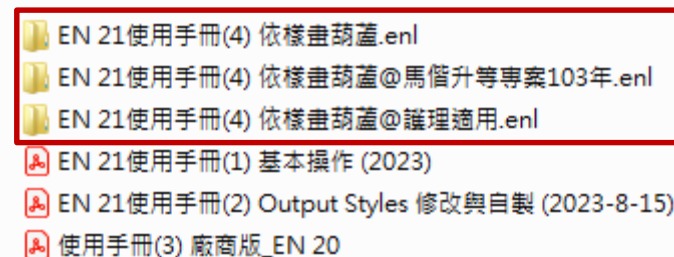 EN 21使用手冊(4) 依樣畫葫蘆.enl
EN 21使用手冊(4) 依樣畫葫蘆@馬偕升等專案103年.enl
EN 21使用手冊(4) 依樣畫葫蘆@護理適用.enl
EN 21使用手冊(1) 基本操作 (2023)
EN 21使用手冊(2) Output Styles 修改與自製 (2023-8-15)
使用手冊(3) 廠商版_EN 20